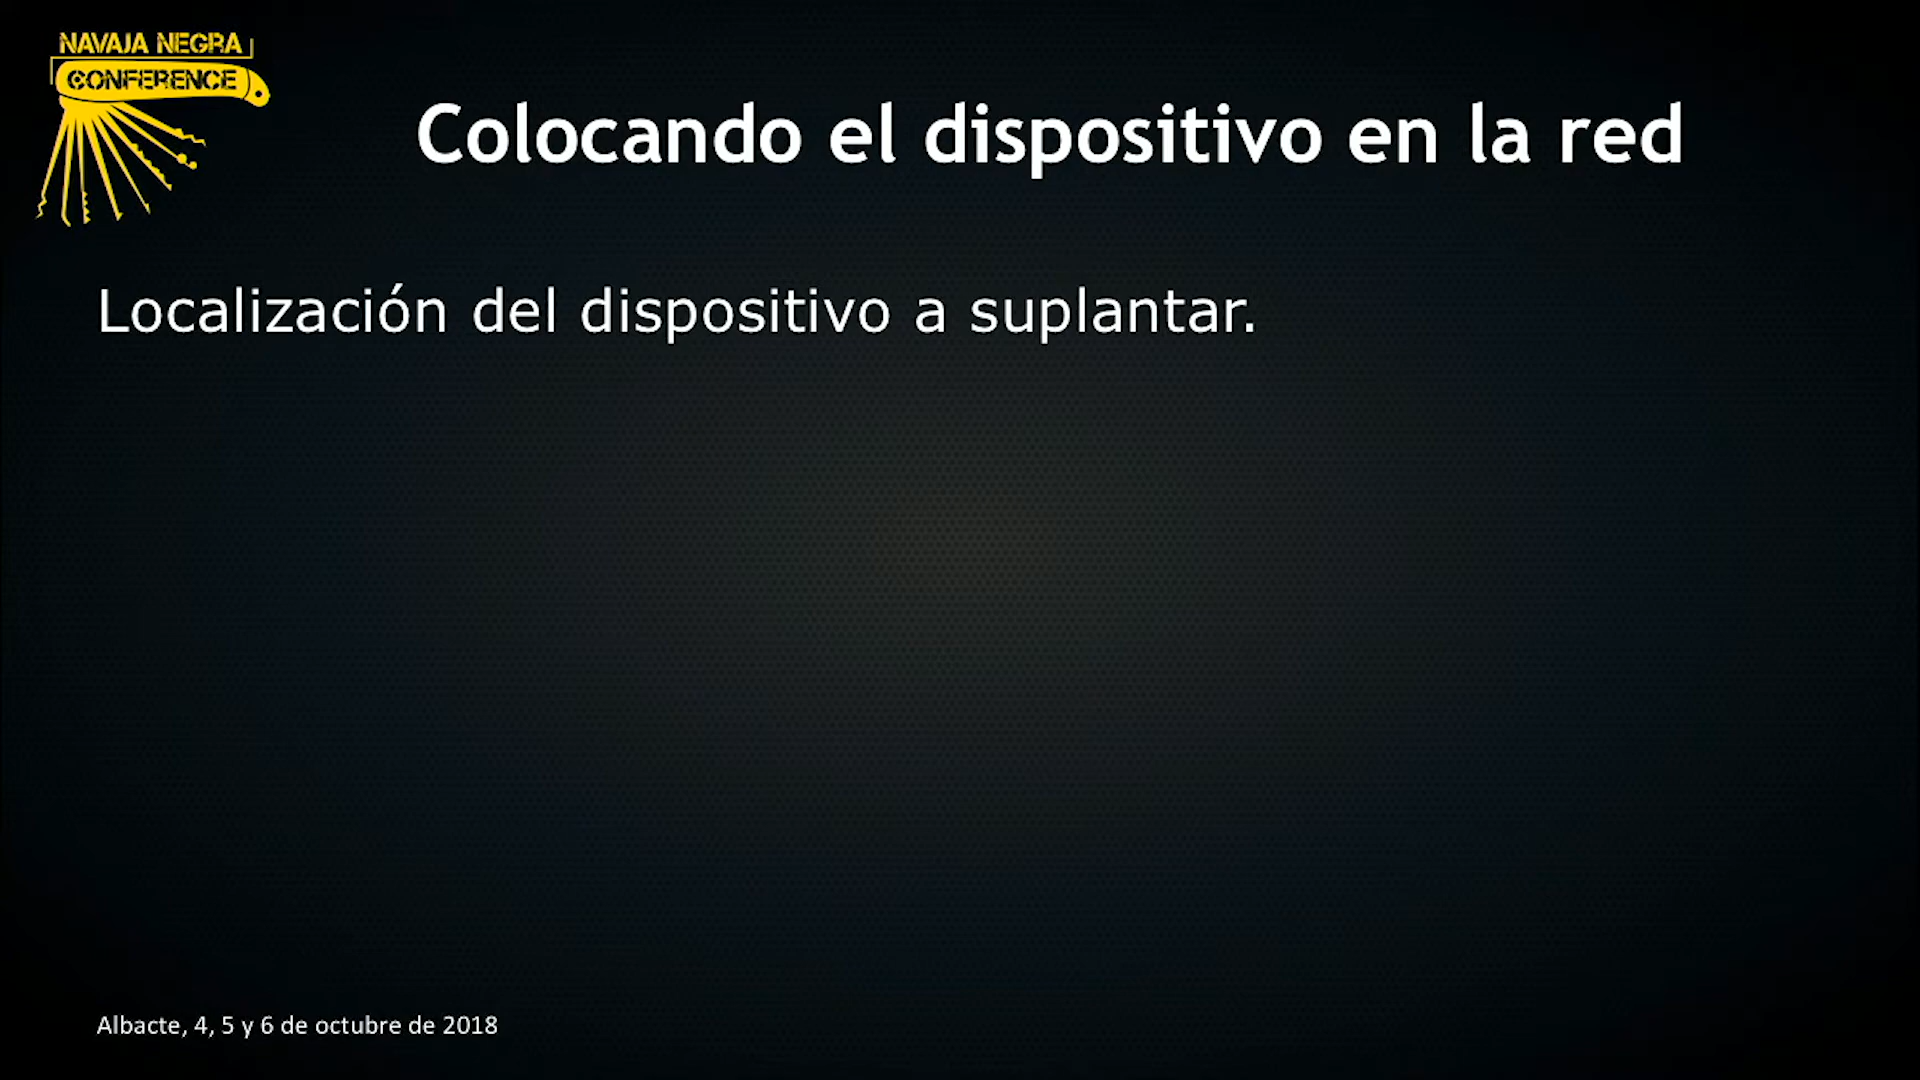 NAVAJA NEGRA
CONFERENCE
Colocando el dispositivo en la red
Localización del dispositivo a suplantar.
Albacte, 4, 5 y 6 de octubre de 2018